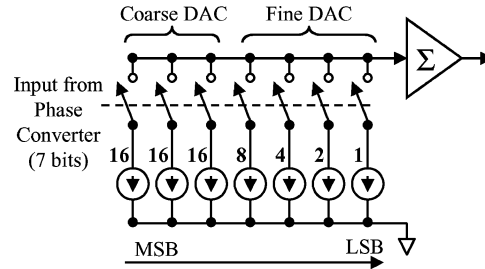 Coarse DAC Fine DAC
Σ
Input from
Phase
Converter
(7 bits)
16 16 16 8 4 2 1
MSB LSB